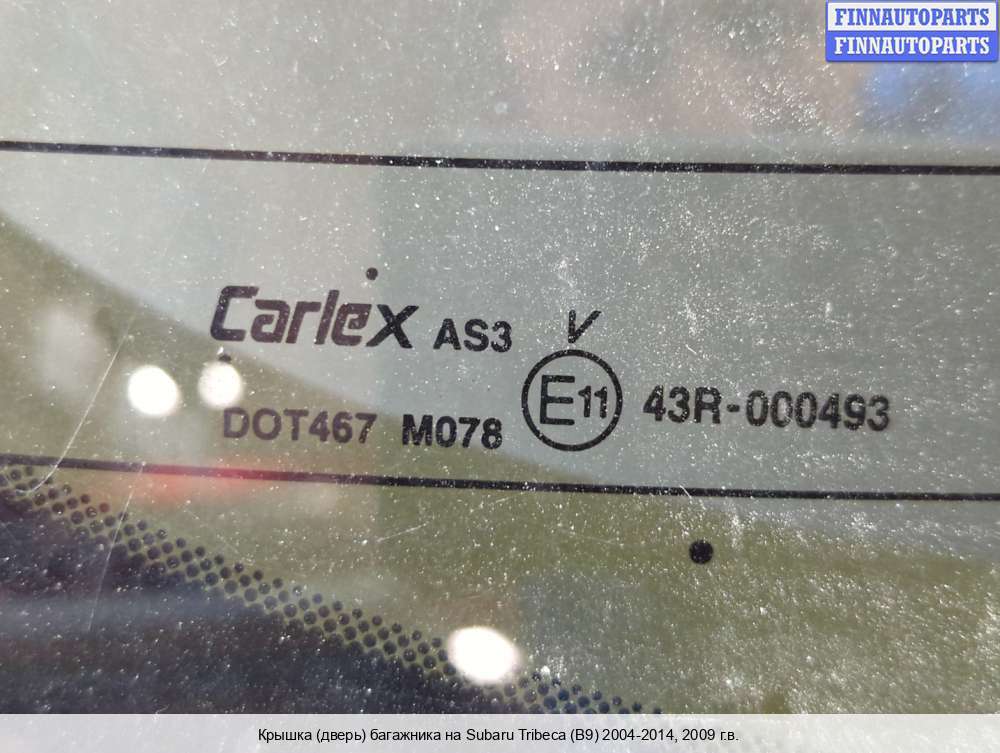 FINNAUTOPARTS
FINNAUTOPARTS
Carlex AS3 V
DOT467 M078 E11 43R-000493
Крышка (дверь) багажника на Subaru Tribeca (B9) 2004-2014, 2009 г.в.